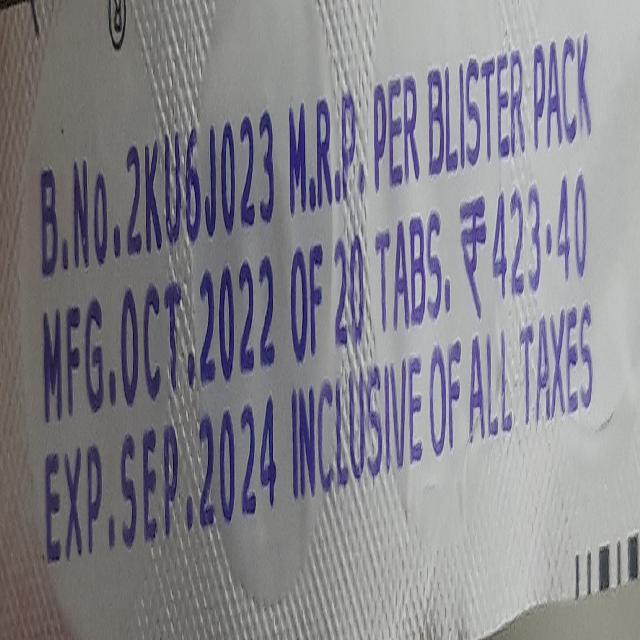 B.No.2KU6J023 M.R.P. PER BLISTER PACK
MFG.OCT.2022 OF 20 TABS. ₹423.40
EXP.SEP.2024 INCLUSIVE OF ALL TAXES